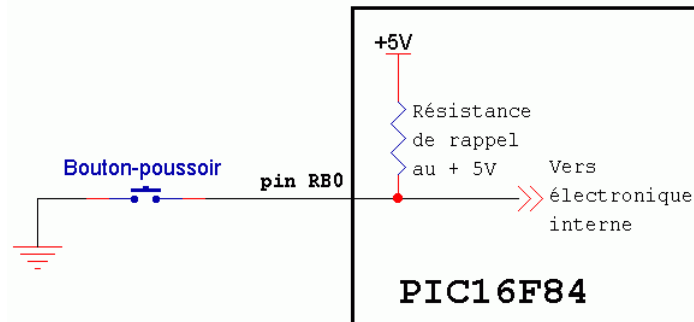 +5V
Résistance
de rappel
au + 5V
Bouton-poussoir
pin RB0
Vers
électronique
interne
PIC16F84